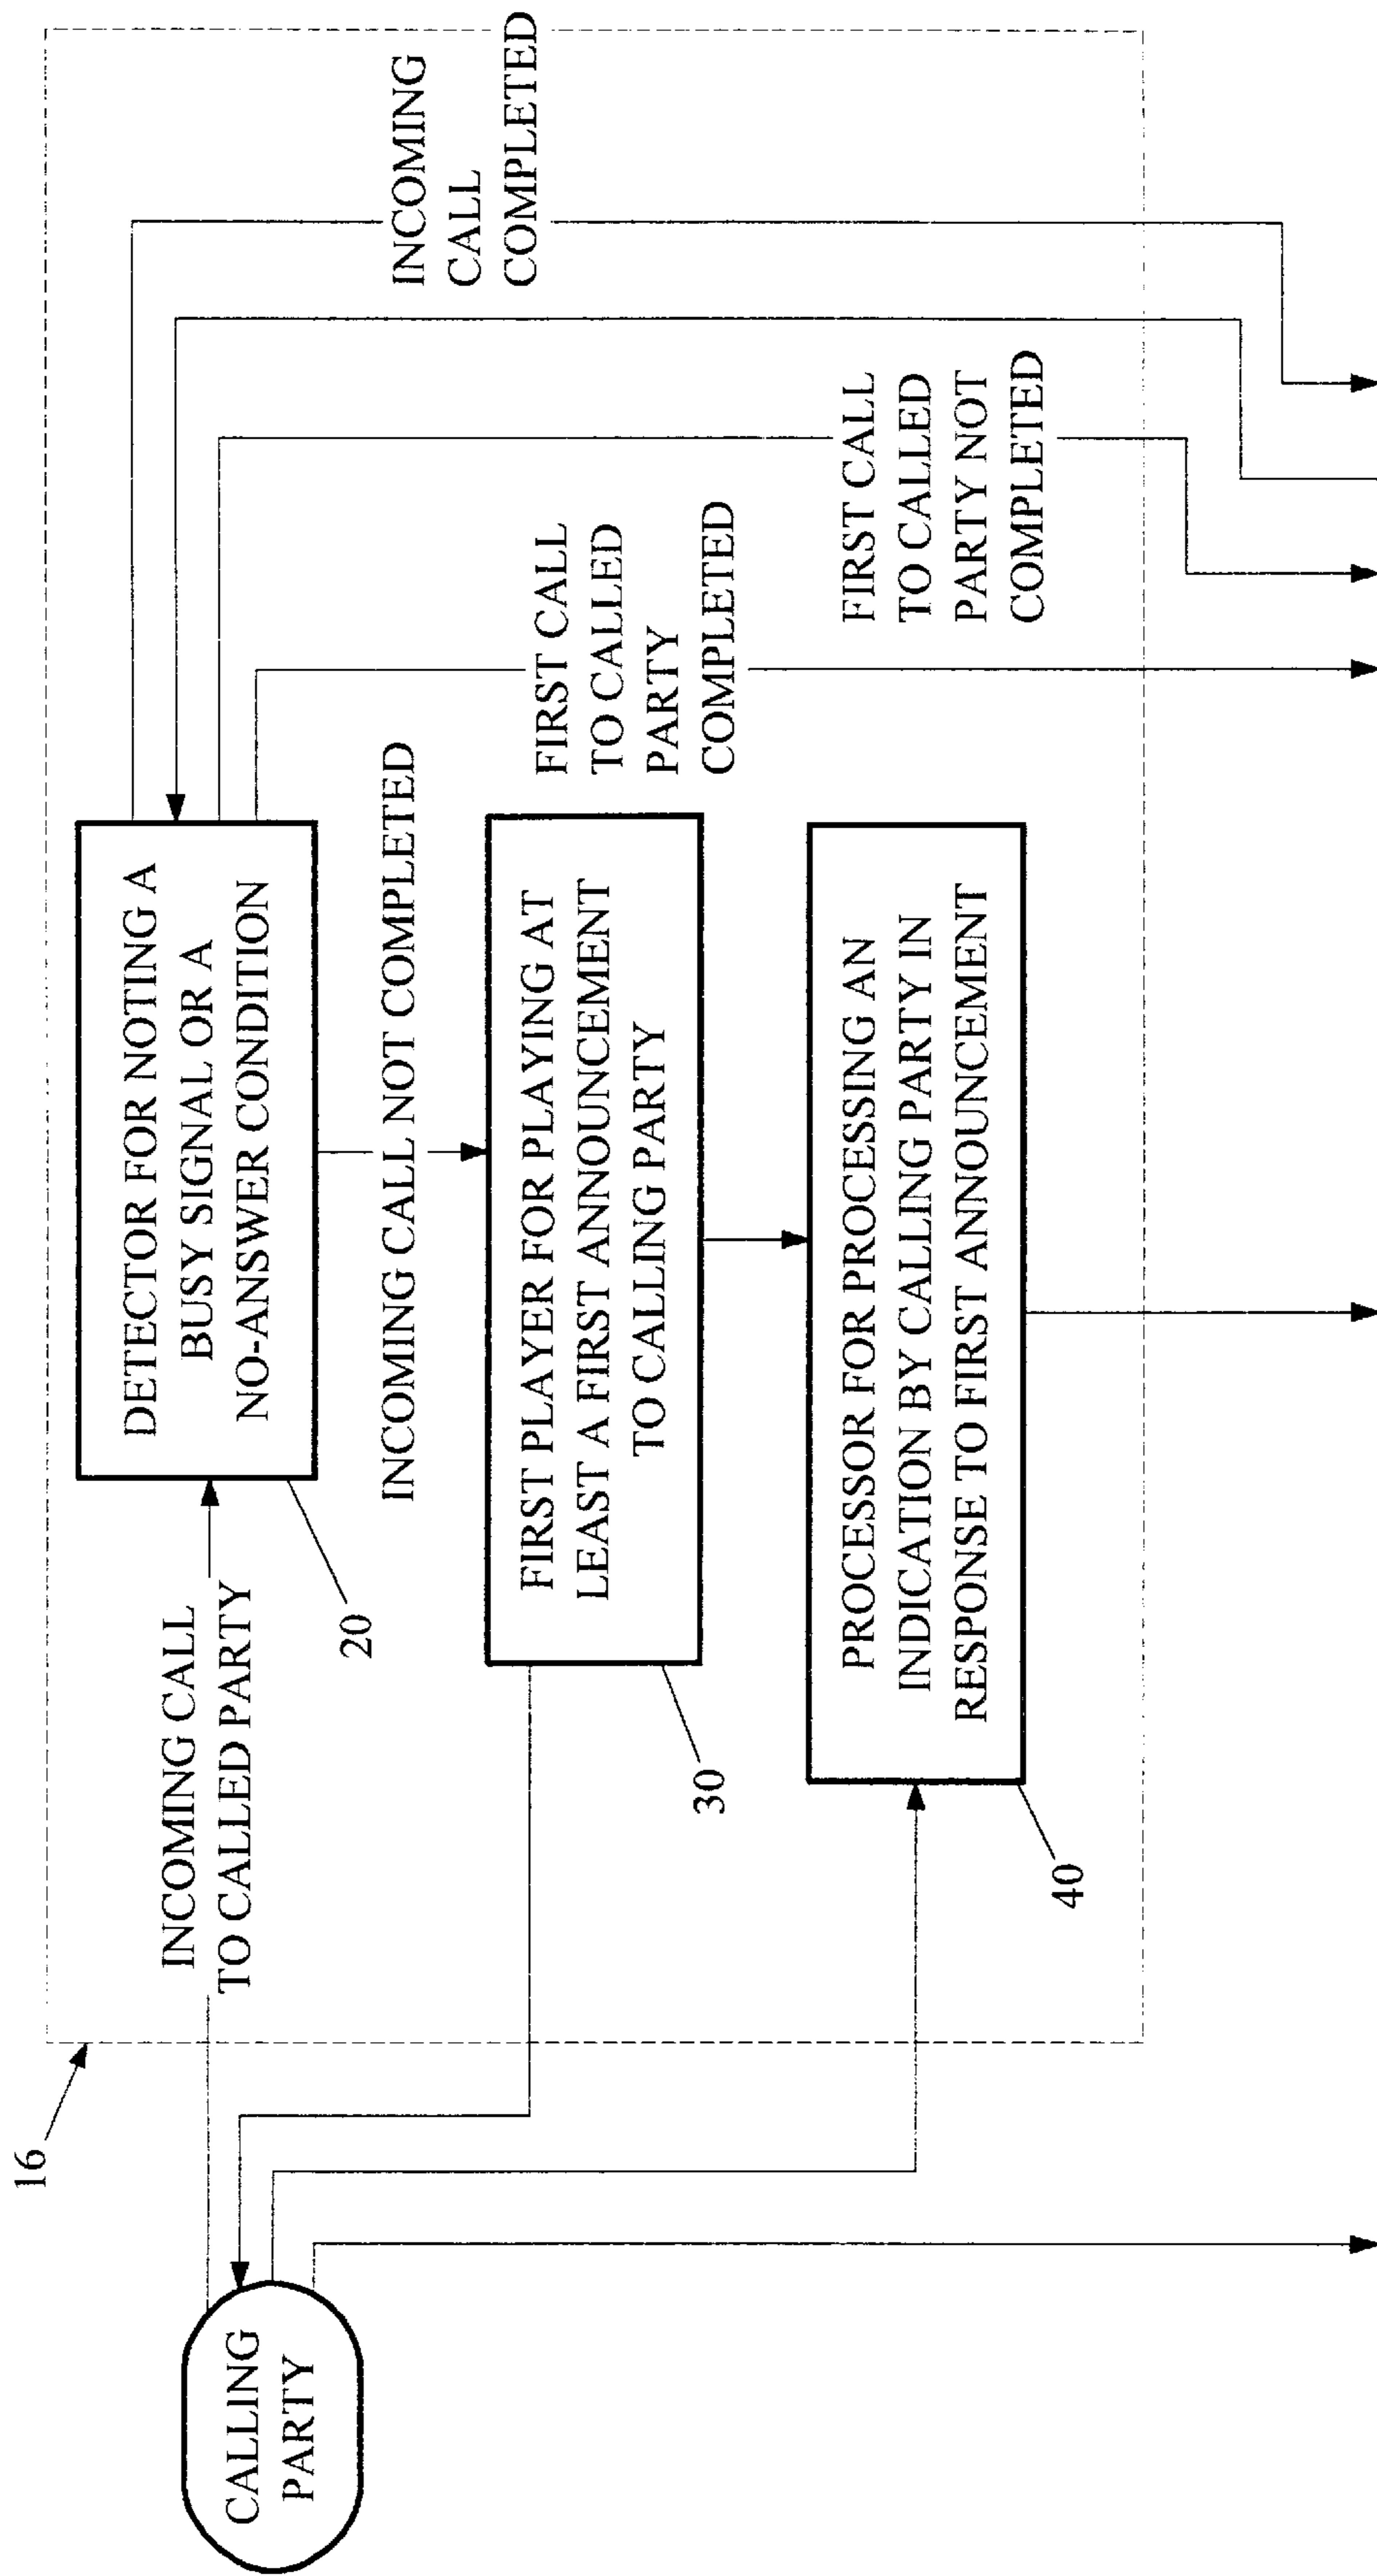 16
CALLING
PARTY
INCOMING CALL
TO CALLED PARTY
DETECTOR FOR NOTING A
BUSY SIGNAL OR A
NO-ANSWER CONDITION
20
INCOMING CALL NOT COMPLETED
FIRST PLAYER FOR PLAYING AT
LEAST A FIRST ANNOUNCEMENT
TO CALLING PARTY
30
PROCESSOR FOR PROCESSING AN
INDICATION BY CALLING PARTY IN
RESPONSE TO FIRST ANNOUNCEMENT
40
FIRST CALL
TO CALLED
PARTY
COMPLETED
FIRST CALL
TO CALLED
PARTY NOT
COMPLETED
INCOMING
CALL
COMPLETED